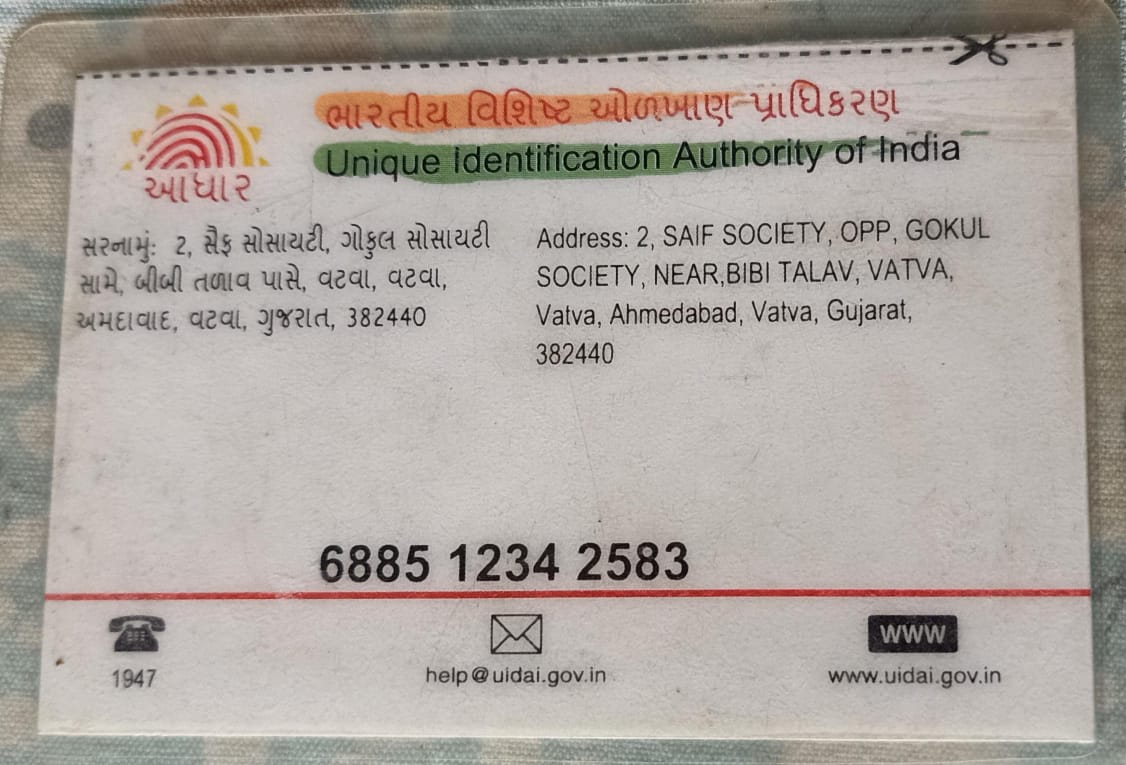 ભારતીય વિશિષ્ટ ઓળખાણ પ્રાધિકરણ
Unique Identification Authority of India
આધાર
સરનામું: 2, સૈફ સોસાયટી, ગોકુલ સોસાયટી
સામે, બીબી તળાવ પાસે, વટવા, વટવા,
અમદાવાદ, વટવા, ગુજરાત, 382440
Address: 2, SAIF SOCIETY, OPP, GOKUL
SOCIETY, NEAR,BIBI TALAV, VATVA,
Vatva, Ahmedabad, Vatva, Gujarat,
382440
6885 1234 2583
1947
help@uidai.gov.in
WWW
www.uidai.gov.in